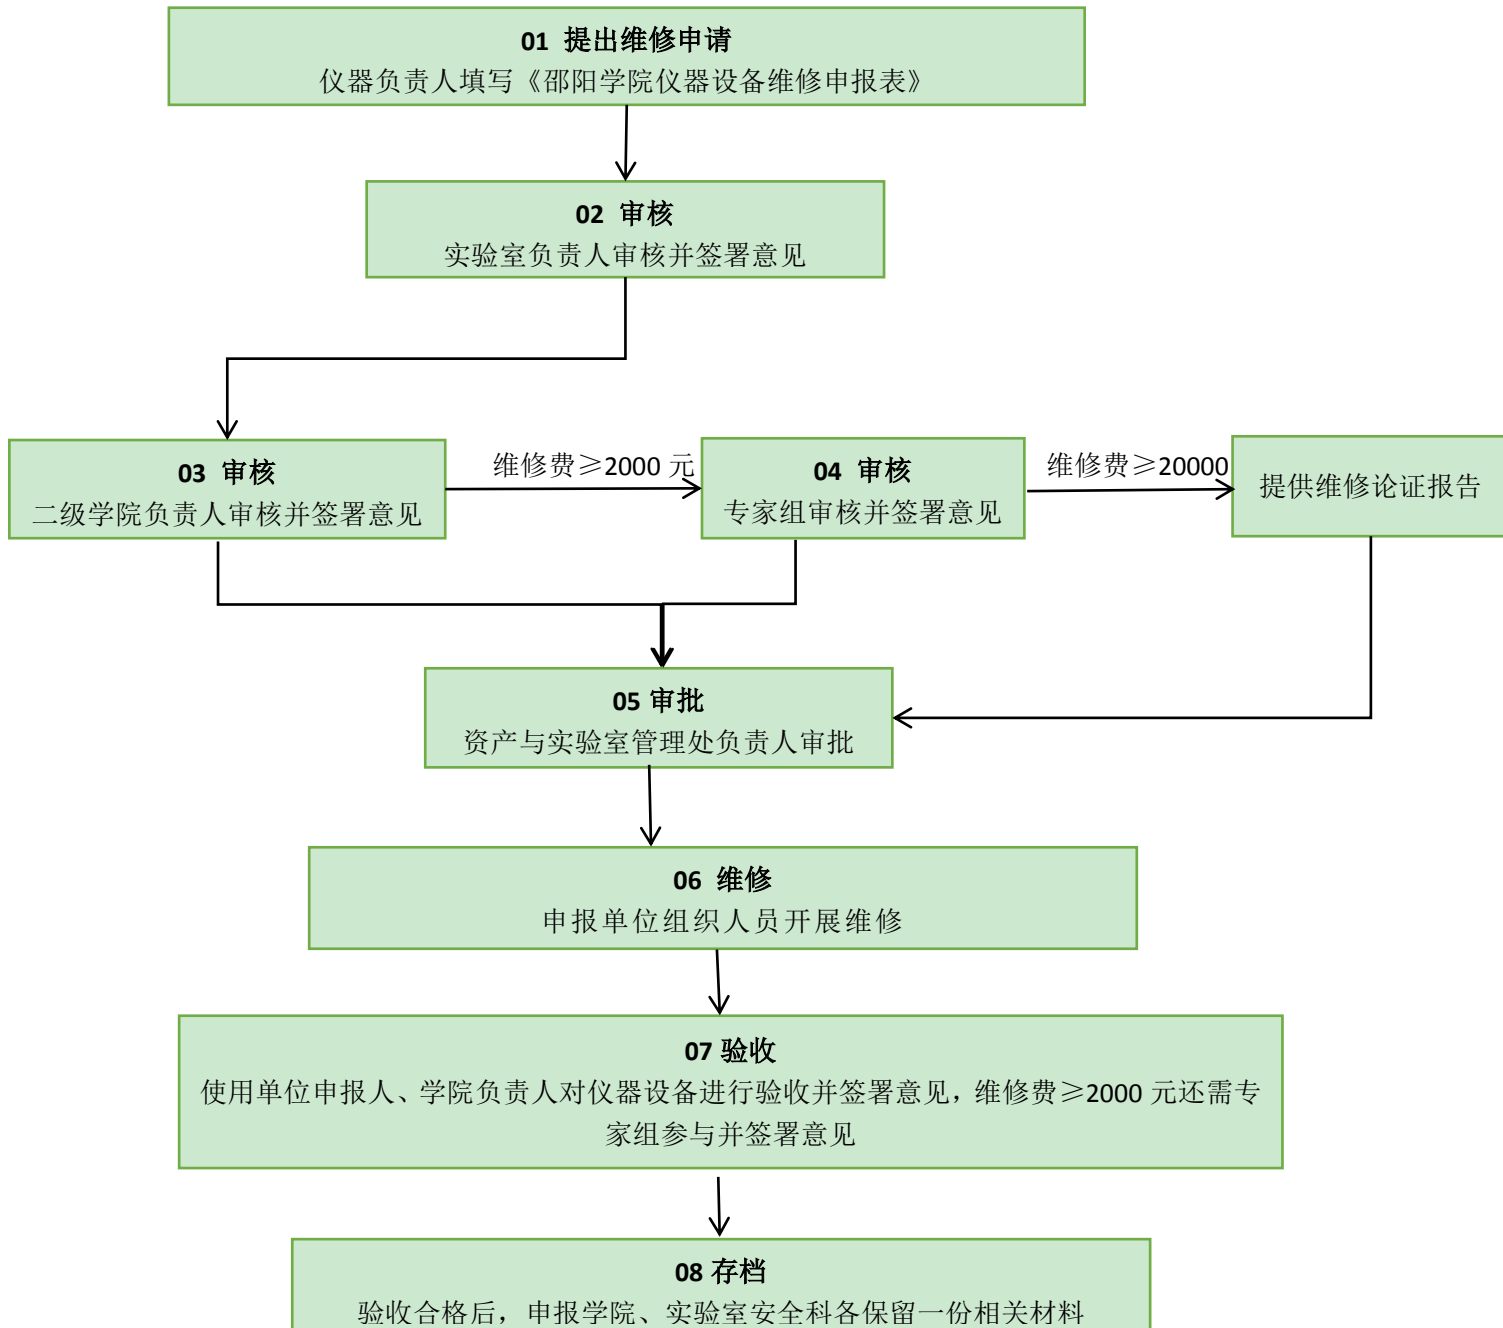 01 提出维修申请
仪器负责人填写《邵阳学院仪器设备维修申报表》
02 审核
实验室负责人审核并签署意见
03 审核
二级学院负责人审核并签署意见
维修费≥2000 元
04 审核
专家组审核并签署意见
维修费≥20000
提供维修论证报告
05 审批
资产与实验室管理处负责人审批
06 维修
申报单位组织人员开展维修
07 验收
使用单位申报人、学院负责人对仪器设备进行验收并签署意见，维修费≥2000 元还需专
家组参与并签署意见
08 存档
验收合格后，申报学院、实验室安全科各保留一份相关材料